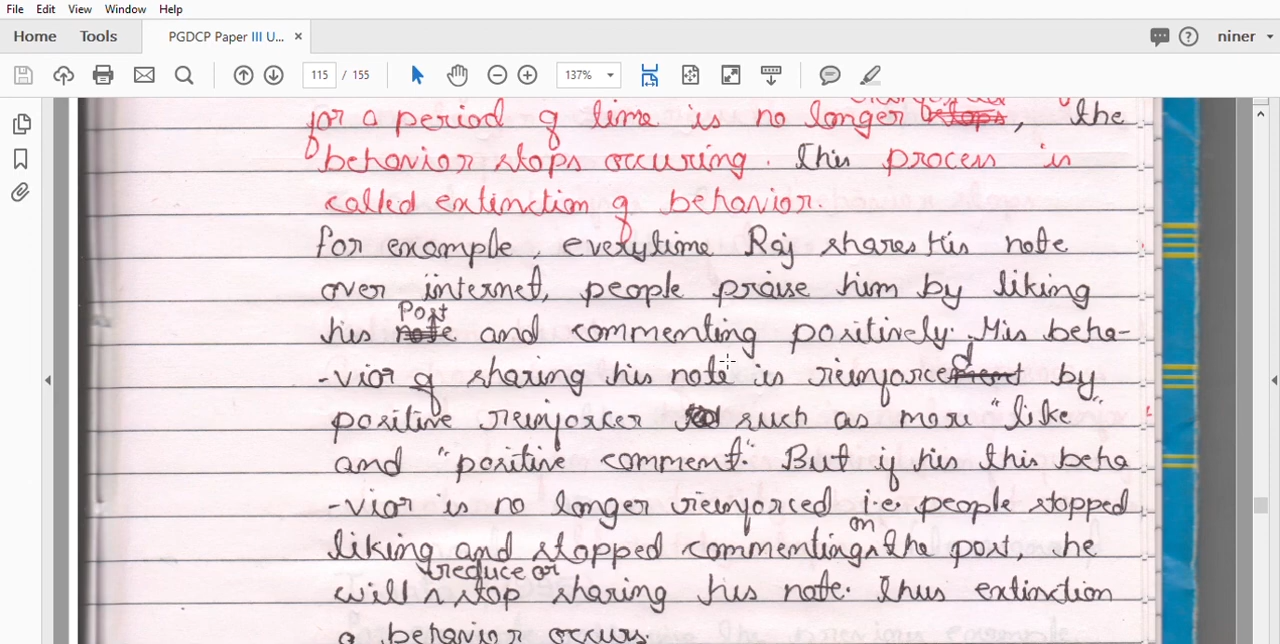 File Edit View Window Help
Home Tools PGDCP Paper III U... × niner
115 / 155 137%
for a period of time is no longer stops, the
behavior stops occuring. This process is
called extinction of behavior.
For example, everytime Raj shares His note
over internet, people praise him by liking
Post
his note and commenting positively. His beha-
d
-vior of sharing his note is reinforcement by
positive reinforcer such as more "like"
and "positive comment." But if his this beha
-vior is no longer reinforced i.e. people stopped
on
liking and stopped commenting the post, he
reduce or
will stop sharing his note. Thus extinction
of behavior occurs